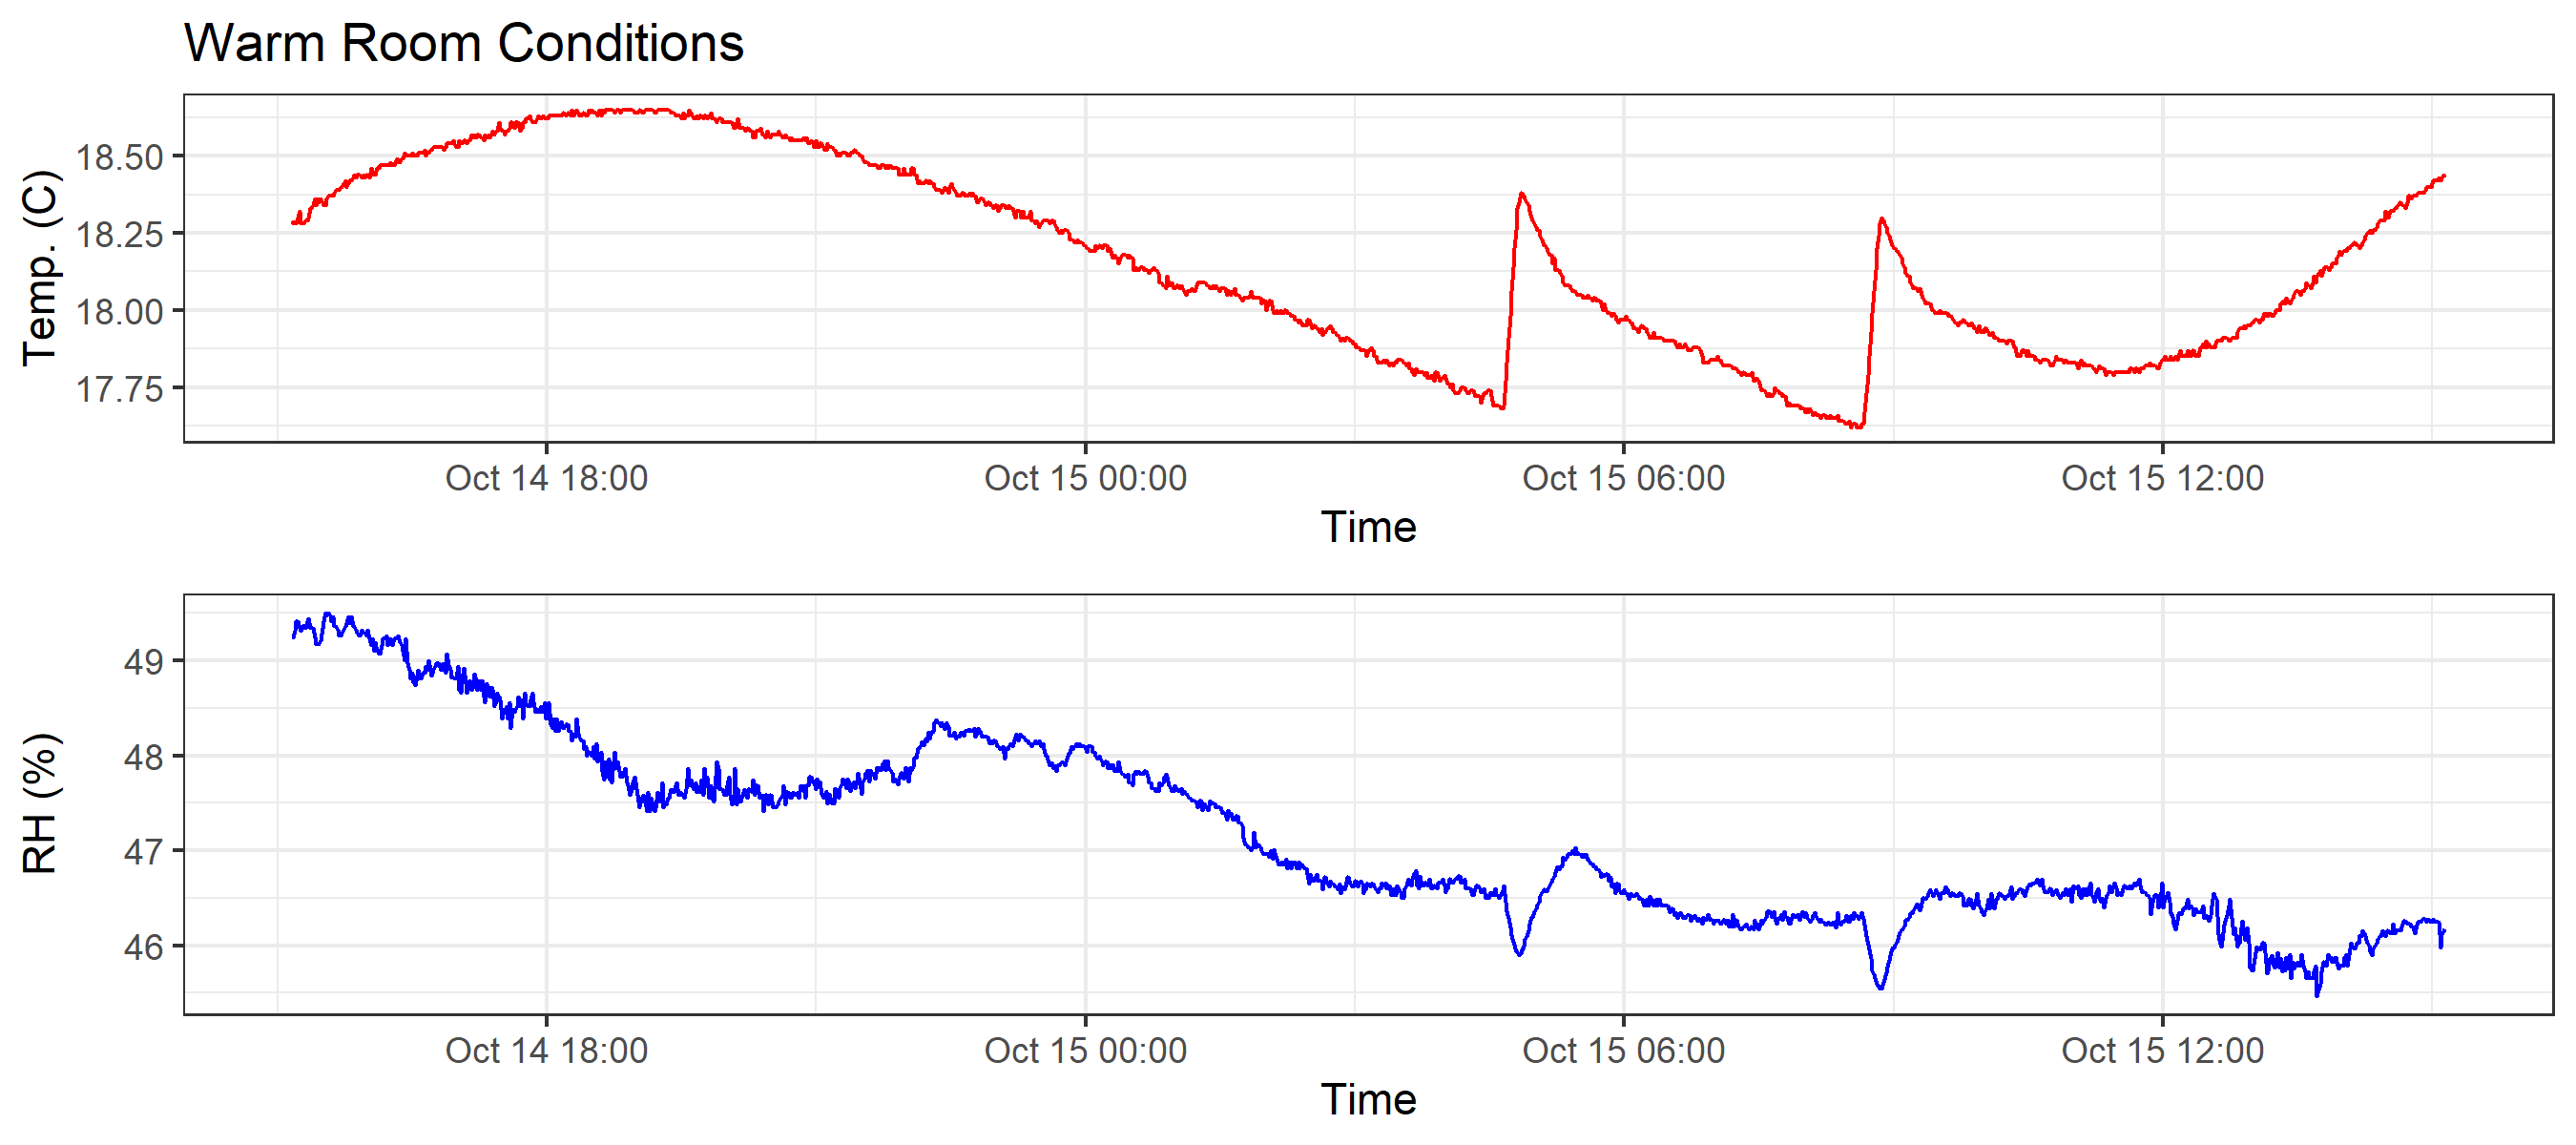 Warm Room Conditions
Temp. (C)
18.50
18.25
18.00
17.75
Oct 14 18:00 Oct 15 00:00 Oct 15 06:00 Oct 15 12:00
Time
RH (%)
49
48
47
46
Oct 14 18:00 Oct 15 00:00 Oct 15 06:00 Oct 15 12:00
Time